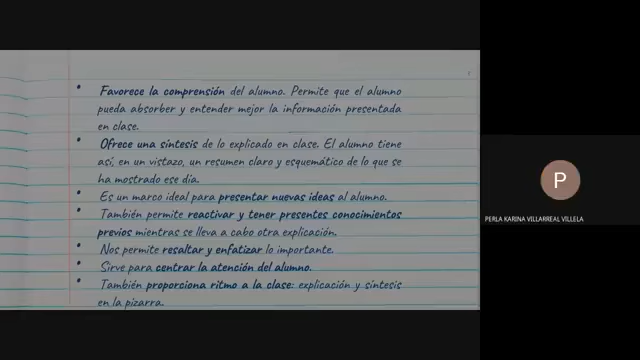 Favorece la comprensión del alumno. Permite que el alumno
pueda absorber y entender mejor la información presentada
en clase.
Ofrece una síntesis de lo explicado en clase. El alumno tiene
así, en un vistazo, un resumen claro y esquemático de lo que se
ha mostrado ese día.
Es un marco ideal para presentar nuevas ideas al alumno.
También permite reactivar y tener presentes conocimientos
previos mientras se lleva a cabo otra explicación.
Nos permite resaltar y enfatizar lo importante.
Sirve para centrar la atención del alumno.
También proporciona ritmo a la clase: explicación y síntesis
en la pizarra.
P
PERLA KARINA VILLARREAL VILLELA